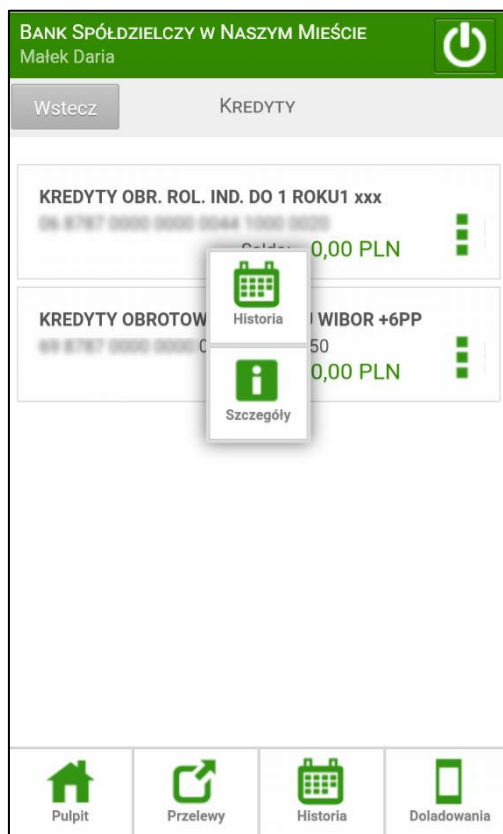 BANK SPÓŁDZIELCZY W NASZYM MIEŚCIE
Małek Daria
Wstecz
KREDYTY
KREDYTY OBR. ROL. IND. DO 1 ROKU1 xxx
0,00 PLN
Historia
KREDYTY OBROTOW WIBOR +6PP
50
0,00 PLN
Szczegóły
Pulpit Przelewy Historia Doladowania